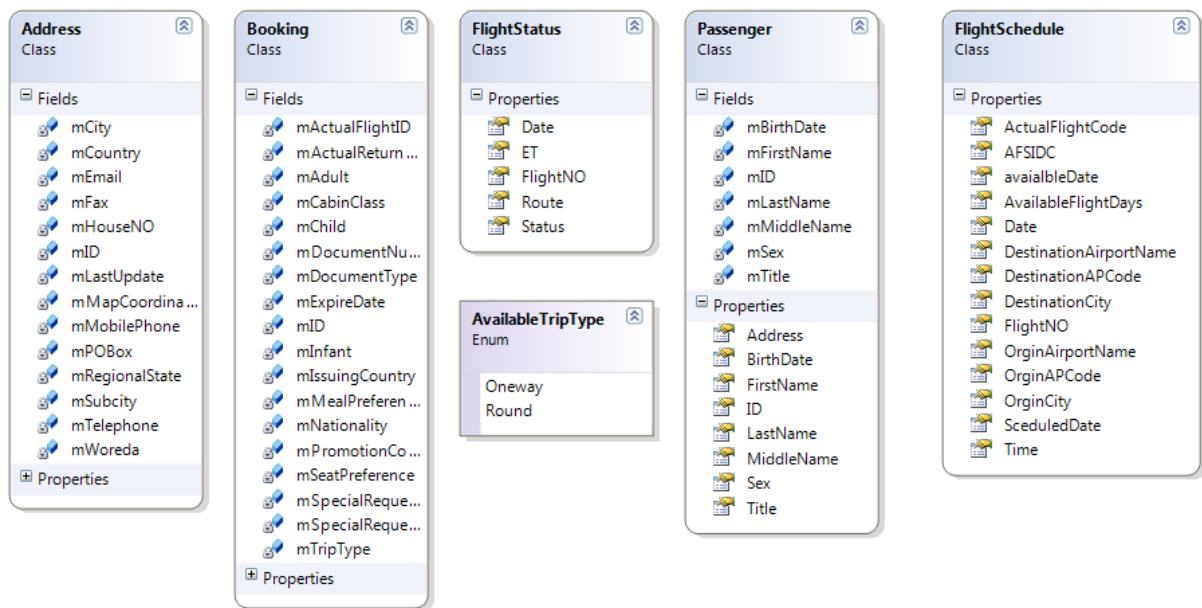 Address
Class
Fields
mCity
mCountry
mEmail
mFax
mHouseNO
mID
mLastUpdate
mMapCoordina ...
mMobilePhone
mPOBox
mRegionalState
mSubcity
mTelephone
mWoreda
Properties
Booking
Class
Fields
mActualFlightID
mActualReturn ...
mAdult
mCabinClass
mChild
mDocumentNu...
mDocumentType
mExpireDate
mID
mInfant
mIssuingCountry
mMealPreferen ...
mNationality
mPromotionCo ...
mSeatPreference
mSpecialReque...
mSpecialReque...
mTripType
Properties
FlightStatus
Class
Properties
Date
ET
FlightNO
Route
Status
AvailableTripType
Enum
Oneway
Round
Passenger
Class
Fields
mBirthDate
mFirstName
mID
mLastName
mMiddleName
mSex
mTitle
Properties
Address
BirthDate
FirstName
ID
LastName
MiddleName
Sex
Title
FlightSchedule
Class
Properties
ActualFlightCode
AFSIDC
avaialbleDate
AvailableFlightDays
Date
DestinationAirportName
DestinationAPCode
DestinationCity
FlightNO
OrginAirportName
OrginAPCode
OrginCity
SceduledDate
Time